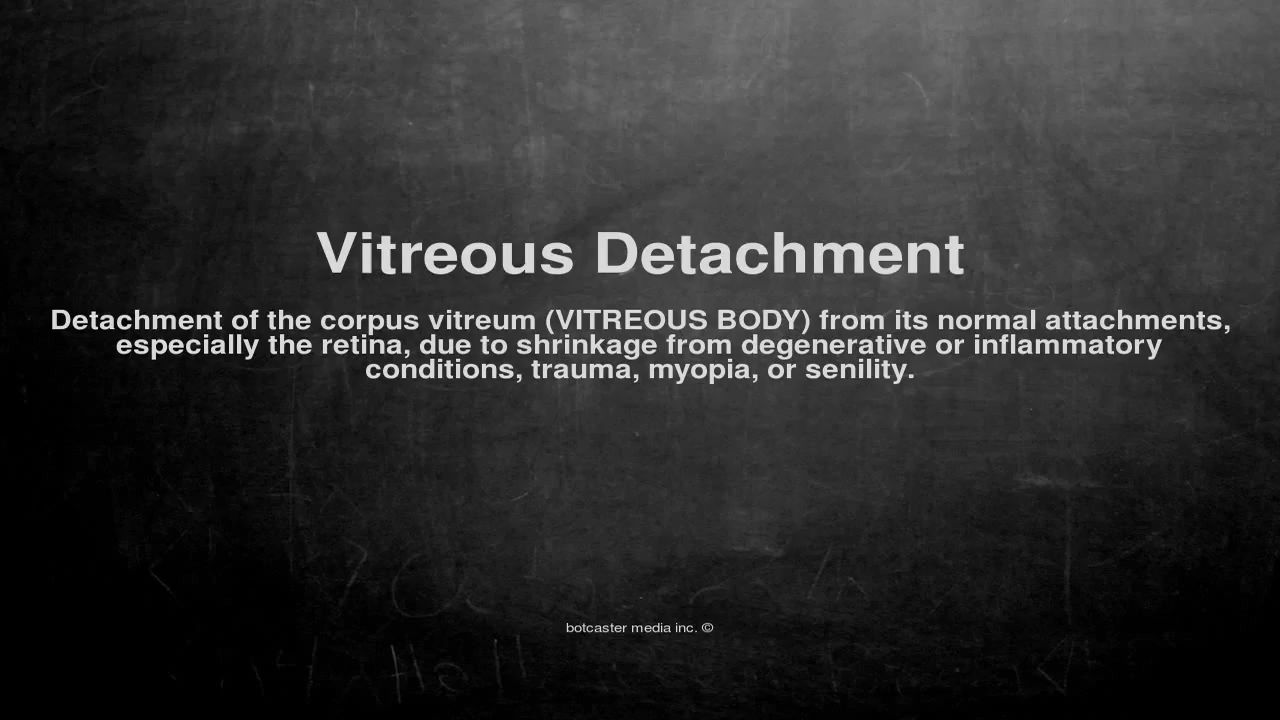 Vitreous Detachment
Detachment of the corpus vitreum (VITREOUS BODY) from its normal attachments,
especially the retina, due to shrinkage from degenerative or inflammatory
conditions, trauma, myopia, or senility.
botcaster media inc. ©